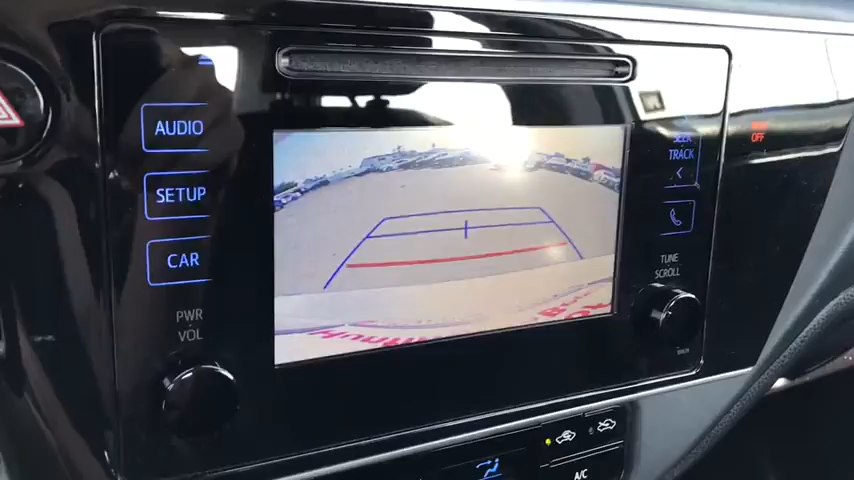 AUDIO
SETUP
CAR
PWR
VOL
SEEK
TRACK
<
TUNE
SCROLL
OFF
A/C